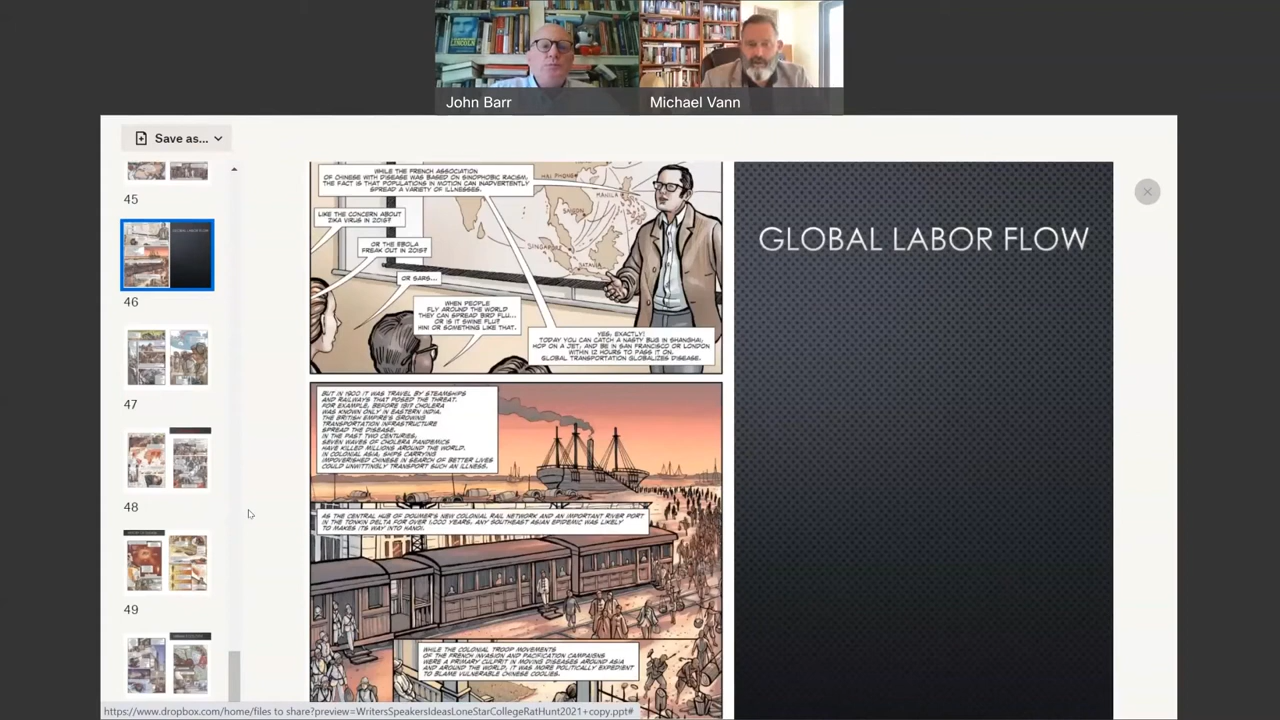 John Barr
Michael Vann
Save as...
45
46
47
48
49
GLOBAL LABOR FLOW
WHILE THE FRENCH ASSOCIATION
OF CHINESE WITH DISEASE WAS BASED ON SINOPHOBIC RACISM,
THE FACT IS THAT POPULATIONS IN MOTION CAN INADVERTENTLY
SPREAD A VARIETY OF ILLNESSES.
HAI PHONG
MANILA
SAIGON
SINGAPORE
BATAVIA
LIKE THE CONCERN ABOUT
ZIKA VIRUS IN 2016?
OR THE EBOLA
FREAK OUT IN 2015?
OR SARS...
WHEN PEOPLE
FLY AROUND THE WORLD
THEY CAN SPREAD BIRD FLU...
OR IS IT SWINE FLU?
H1N1 OR SOMETHING LIKE THAT.
YES, EXACTLY!
TODAY YOU CAN CATCH A NASTY BUG IN SHANGHAI,
HOP ON A JET, AND BE IN SAN FRANCISCO OR LONDON
WITHIN 12 HOURS TO PASS IT ON.
GLOBAL TRANSPORTATION GLOBALIZES DISEASE.
BUT IN 1900 IT WAS TRAVEL BY STEAMSHIPS
AND RAILWAYS THAT POSED THE THREAT.
FOR EXAMPLE, BEFORE 1817 CHOLERA
WAS KNOWN ONLY IN EASTERN INDIA.
THE BRITISH EMPIRE'S GROWING
TRANSPORTATION INFRASTRUCTURE
SPREAD THE DISEASE.
IN THE PAST TWO CENTURIES,
SEVEN WAVES OF CHOLERA PANDEMICS
HAVE KILLED MILLIONS AROUND THE WORLD.
IN COLONIAL ASIA, SHIPS CARRYING
IMPOVERISHED CHINESE IN SEARCH OF BETTER LIVES
COULD UNWITTINGLY TRANSPORT SUCH AN ILLNESS.
AS THE CENTRAL HUB OF DOUMER'S NEW COLONIAL RAIL NETWORK AND AN IMPORTANT RIVER PORT
IN THE TONKIN DELTA FOR OVER 1,000 YEARS, ANY SOUTHEAST ASIAN EPIDEMIC WAS LIKELY
TO MAKES ITS WAY INTO HANOI.
WHILE THE COLONIAL TROOP MOVEMENTS
OF THE FRENCH INVASION AND PACIFICATION CAMPAIGNS
WERE A PRIMARY CULPRIT IN MOVING DISEASES AROUND ASIA
AND AROUND THE WORLD, IT WAS MORE POLITICALLY EXPEDIENT
TO BLAME VULNERABLE CHINESE COOLIES.
https://www.dropbox.com/home/files to share?preview=WritersSpeakersIdeasLoneStarCollegeRatHunt2021+copy.ppt#